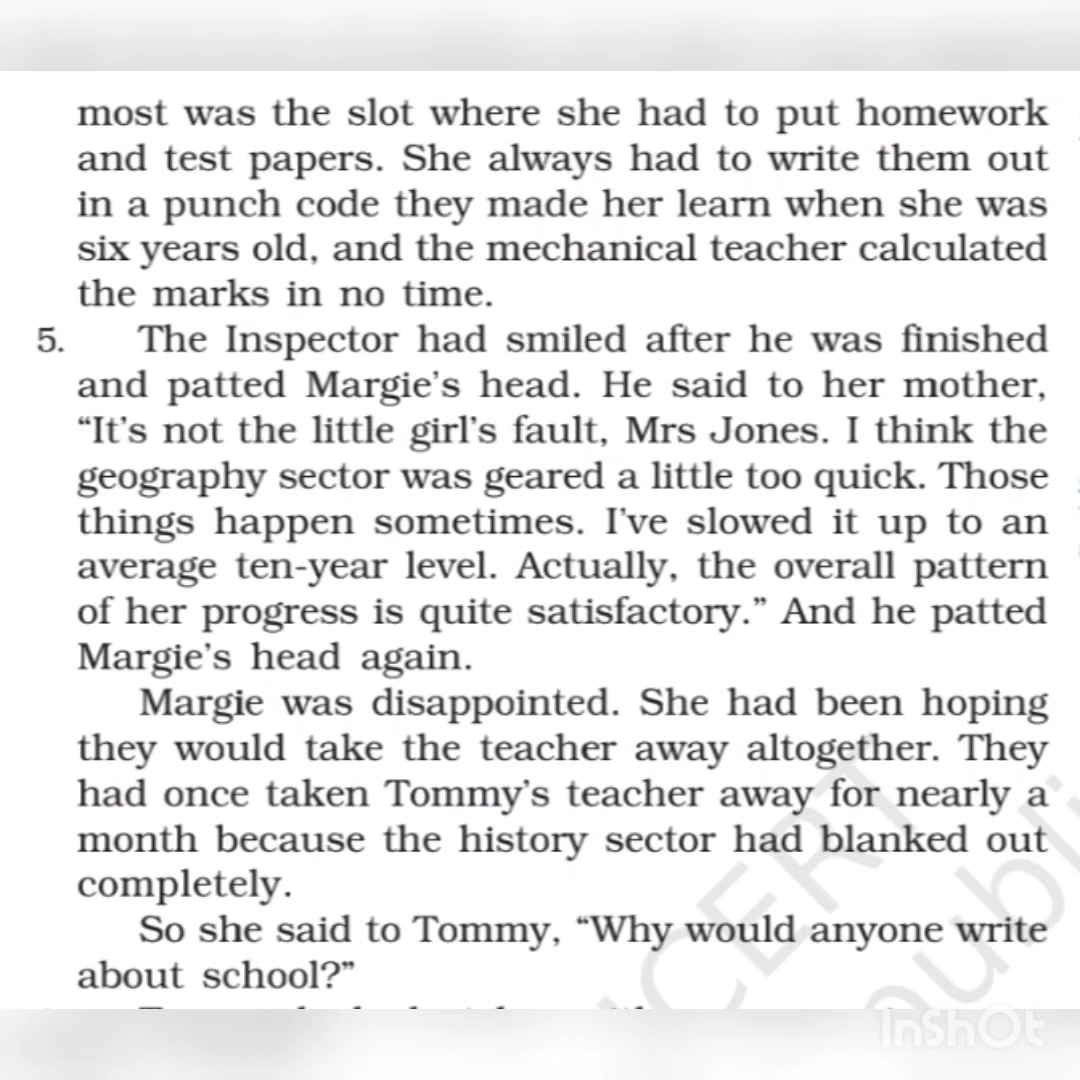 most was the slot where she had to put homework
and test papers. She always had to write them out
in a punch code they made her learn when she was
six years old, and the mechanical teacher calculated
the marks in no time.
5. The Inspector had smiled after he was finished
and patted Margie’s head. He said to her mother,
“It’s not the little girl’s fault, Mrs Jones. I think the
geography sector was geared a little too quick. Those
things happen sometimes. I’ve slowed it up to an
average ten-year level. Actually, the overall pattern
of her progress is quite satisfactory.” And he patted
Margie’s head again.
Margie was disappointed. She had been hoping
they would take the teacher away altogether. They
had once taken Tommy’s teacher away for nearly a
month because the history sector had blanked out
completely.
So she said to Tommy, “Why would anyone write
about school?”
InShOt